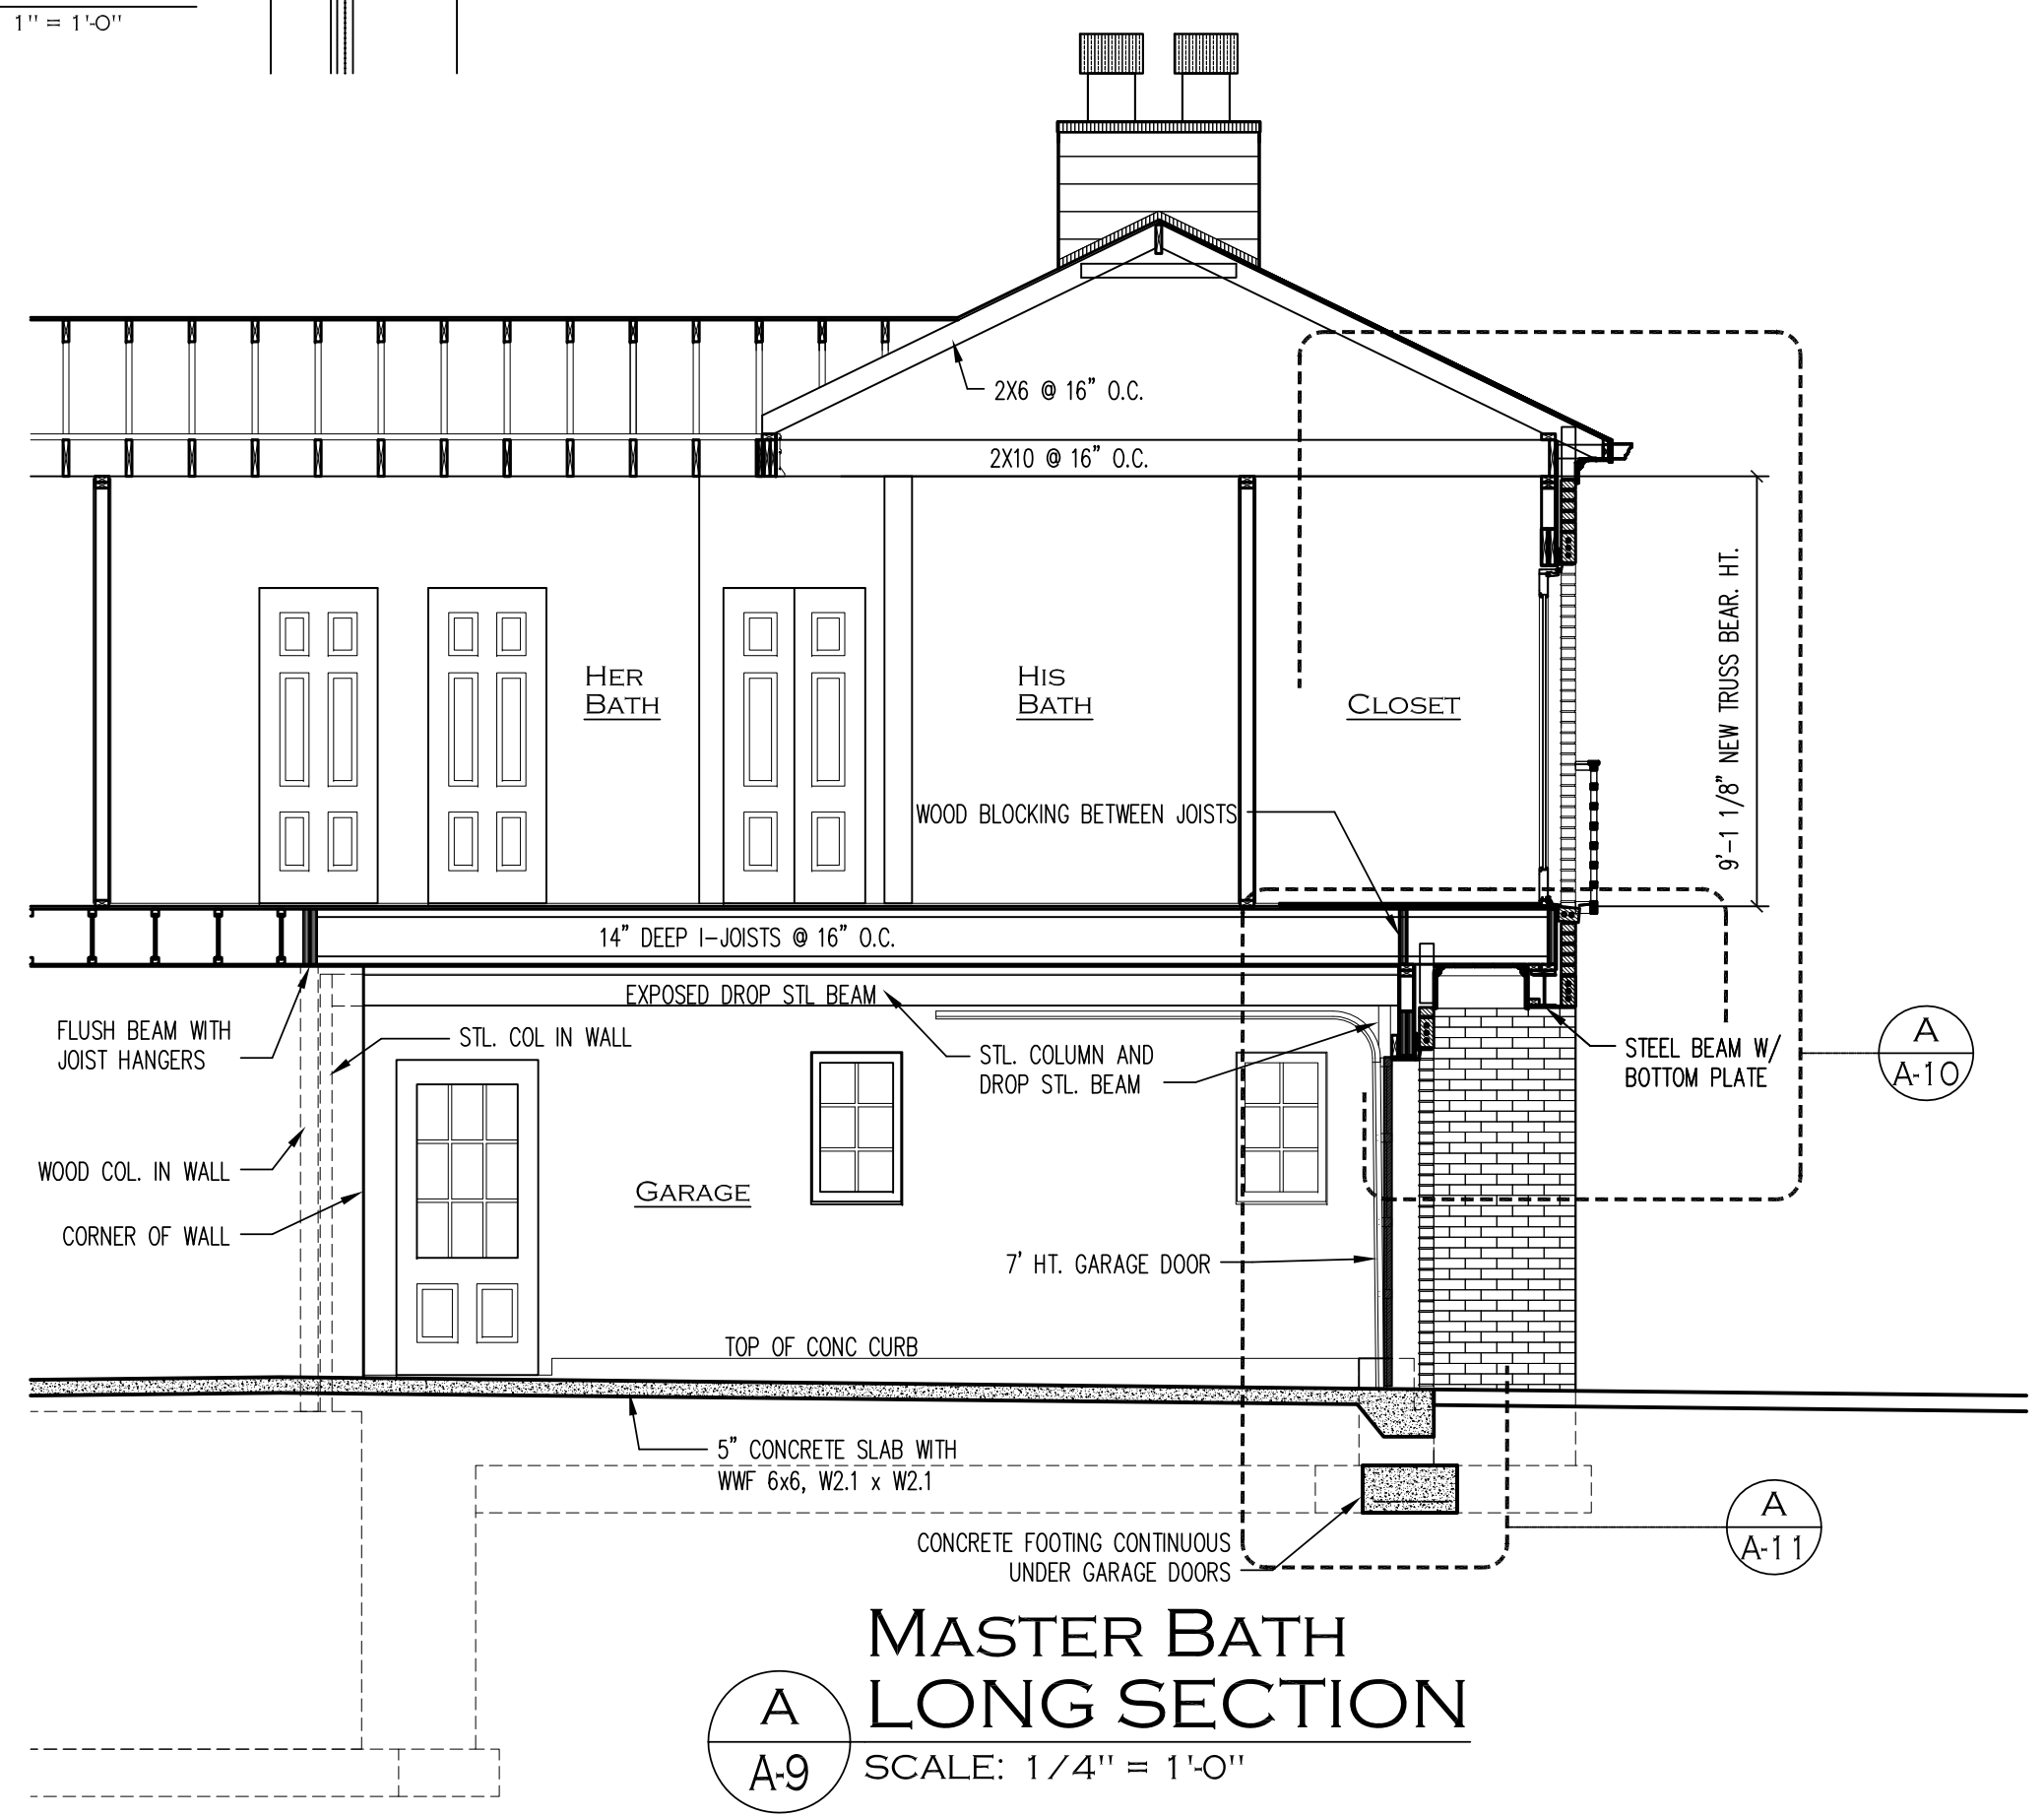 1" = 1'-0"
2X6 @ 16" O.C.
2X10 @ 16" O.C.
9'-1 1/8" NEW TRUSS BEAR. HT.
HER
BATH
HIS
BATH
CLOSET
WOOD BLOCKING BETWEEN JOISTS
14" DEEP I-JOISTS @ 16" O.C.
EXPOSED DROP STL BEAM
FLUSH BEAM WITH
JOIST HANGERS
STL. COL IN WALL
STL. COLUMN AND
DROP STL. BEAM
STEEL BEAM W/
BOTTOM PLATE
A
A-10
WOOD COL. IN WALL
GARAGE
CORNER OF WALL
7' HT. GARAGE DOOR
TOP OF CONC CURB
5" CONCRETE SLAB WITH
WWF 6x6, W2.1 x W2.1
CONCRETE FOOTING CONTINUOUS
UNDER GARAGE DOORS
A
A-11
MASTER BATH
LONG SECTION
A
A-9
SCALE: 1/4" = 1'-0"